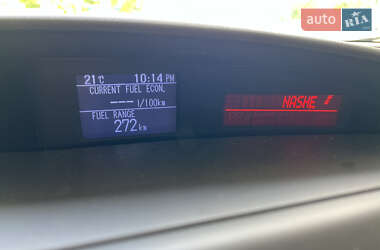 auto RIA
21°C 10:14 PM
CURRENT FUEL ECON.
--- l/100km
FUEL RANGE
272 km
NASHE